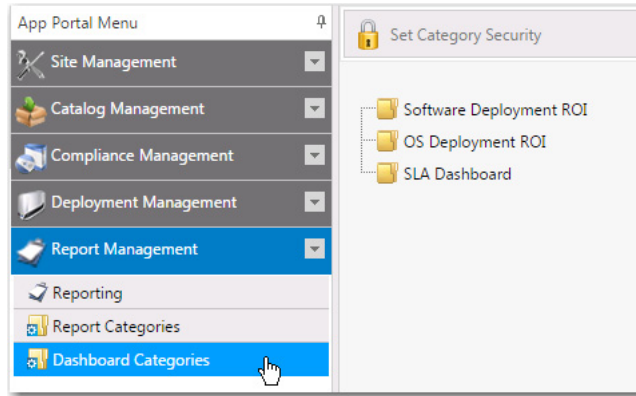 App Portal Menu
Site Management
Catalog Management
Compliance Management
Deployment Management
Report Management
Reporting
Report Categories
Dashboard Categories
Set Category Security
Software Deployment ROI
OS Deployment ROI
SLA Dashboard